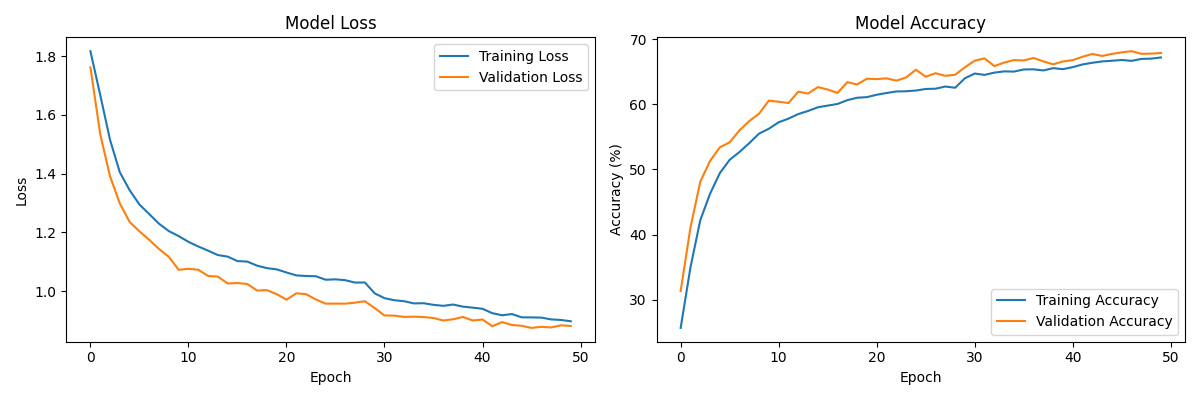 Model Loss
Training Loss
Validation Loss
1.8
1.6
1.4
1.2
1.0
Loss
0
10
20
30
40
50
Epoch
Model Accuracy
70
60
50
40
30
Accuracy (%)
Training Accuracy
Validation Accuracy
0
10
20
30
40
50
Epoch